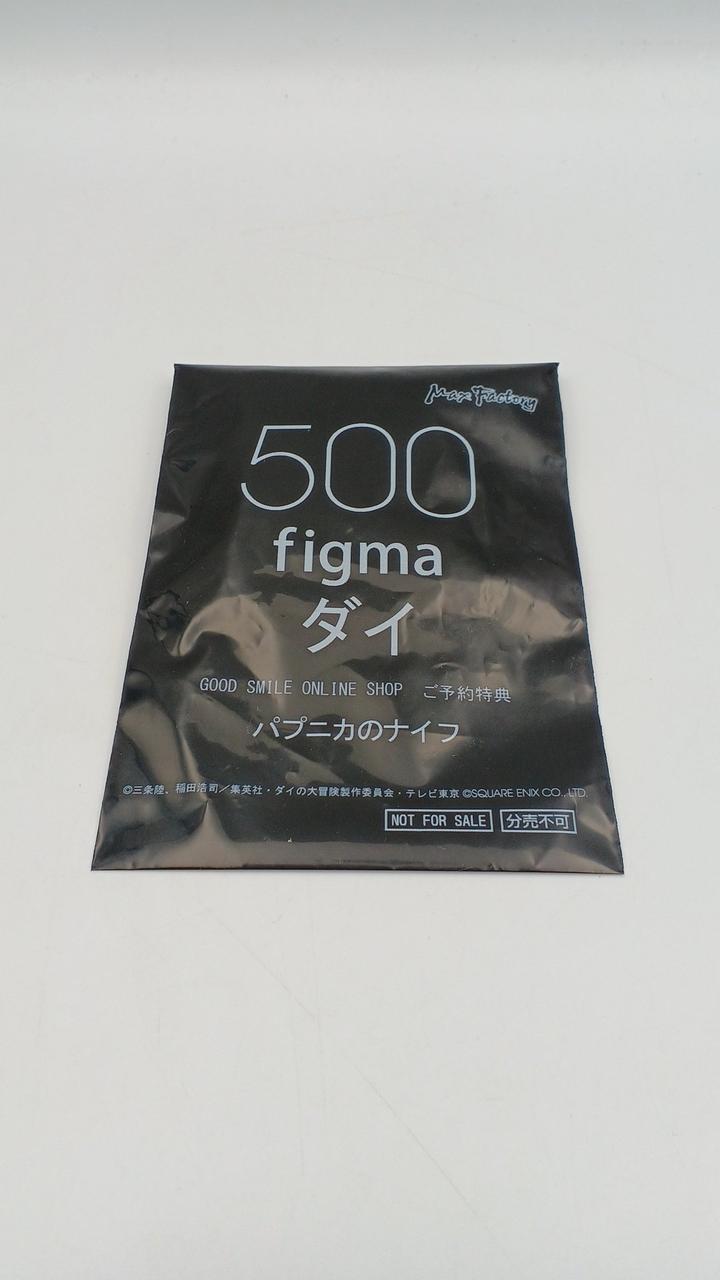 Max Factory
500
figma
ダイ
GOOD SMILE ONLINE SHOP ご予約特典
パプニカのナイフ
©三条陸、稲田浩司／集英社・ダイの大冒険製作委員会・テレビ東京 ©SQUARE ENIX CO., LTD.
NOT FOR SALE 分売不可